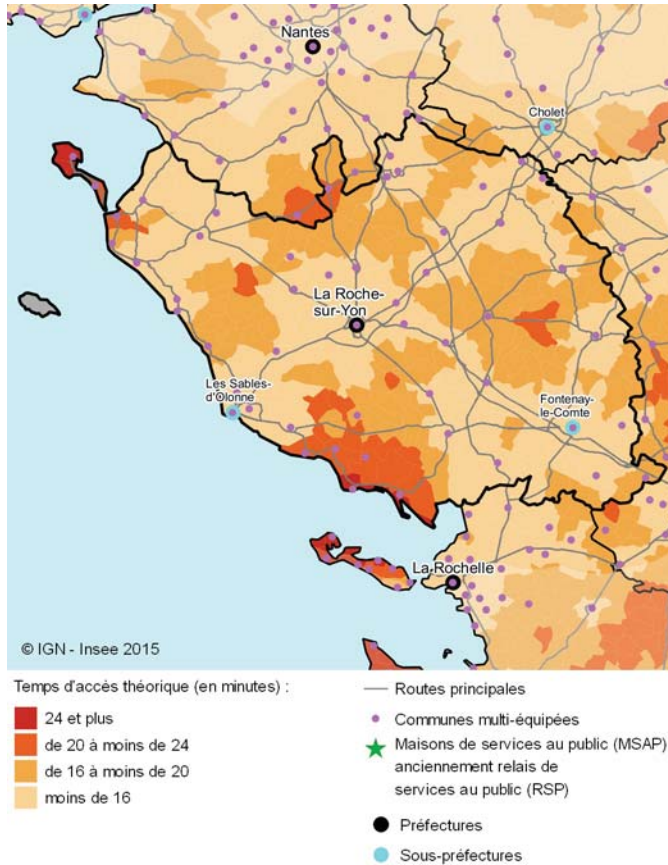 Nantes
Cholet
La Roche-
sur-Yon
Les Sables-
d'Olonne
Fontenay-
le-Comte
La Rochelle
© IGN - Insee 2015
Temps d'accès théorique (en minutes) :
24 et plus
de 20 à moins de 24
de 16 à moins de 20
moins de 16
Routes principales
Communes multi-équipées
Maisons de services au public (MSAP)
anciennement relais de
services au public (RSP)
Préfectures
Sous-préfectures